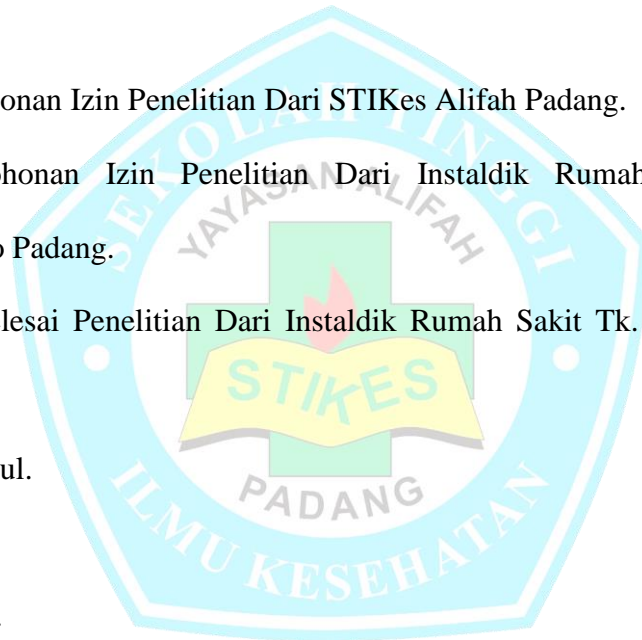 onan Izin Penelitian Dari STIKes Alifah Padang.
honan Izin Penelitian Dari Instaldik Rumah
Padang.
lesai Penelitian Dari Instaldik Rumah Sakit Tk.
ul.
SEKOLAH TINGGI
YAYASAN ALIFAH
STIKES
PADANG
ILMU KESEHATAN